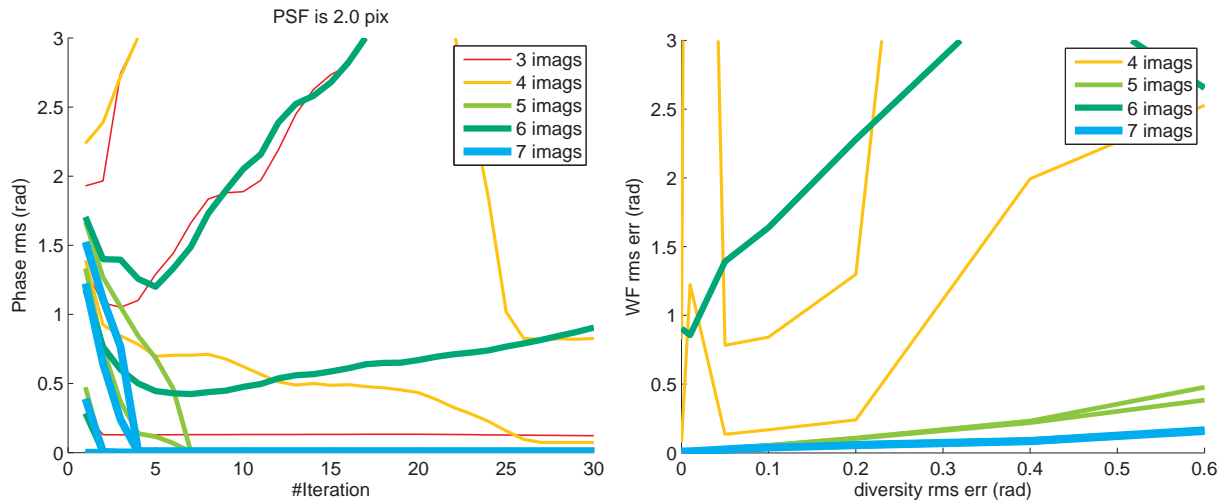 PSF is 2.0 pix
3
2.5
2
1.5
1
0.5
0
Phase rms (rad)
0 5 10 15 20 25 30
#Iteration
3 imags
4 imags
5 imags
6 imags
7 imags
3
2.5
2
1.5
1
0.5
0
WF rms err (rad)
0 0.1 0.2 0.3 0.4 0.5 0.6
diversity rms err (rad)
4 imags
5 imags
6 imags
7 imags